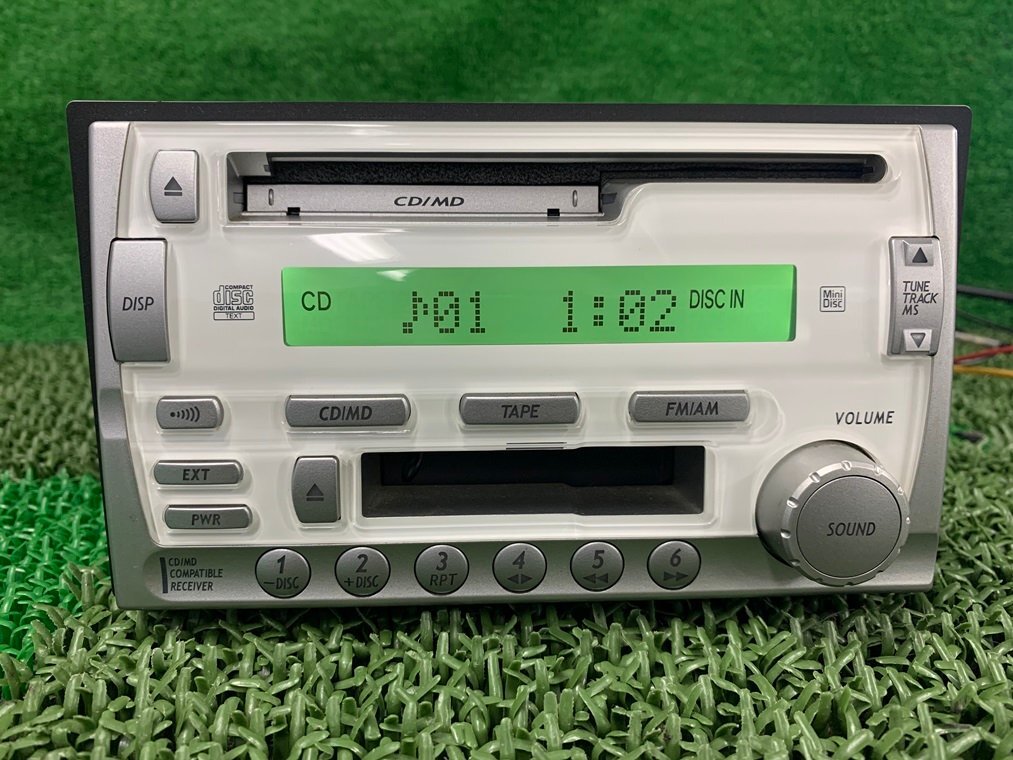 CD/MD
DISP
COMPACT
disc
DIGITAL AUDIO
TEXT
CD ♪01 1:02 DISC IN
Mini
Disc
TUNE
TRACK
MS
CD/MD
TAPE
FM/AM
VOLUME
EXT
PWR
SOUND
CD/MD
COMPATIBLE
RECEIVER
1
−DISC
2
+DISC
3
RPT
4
5
6